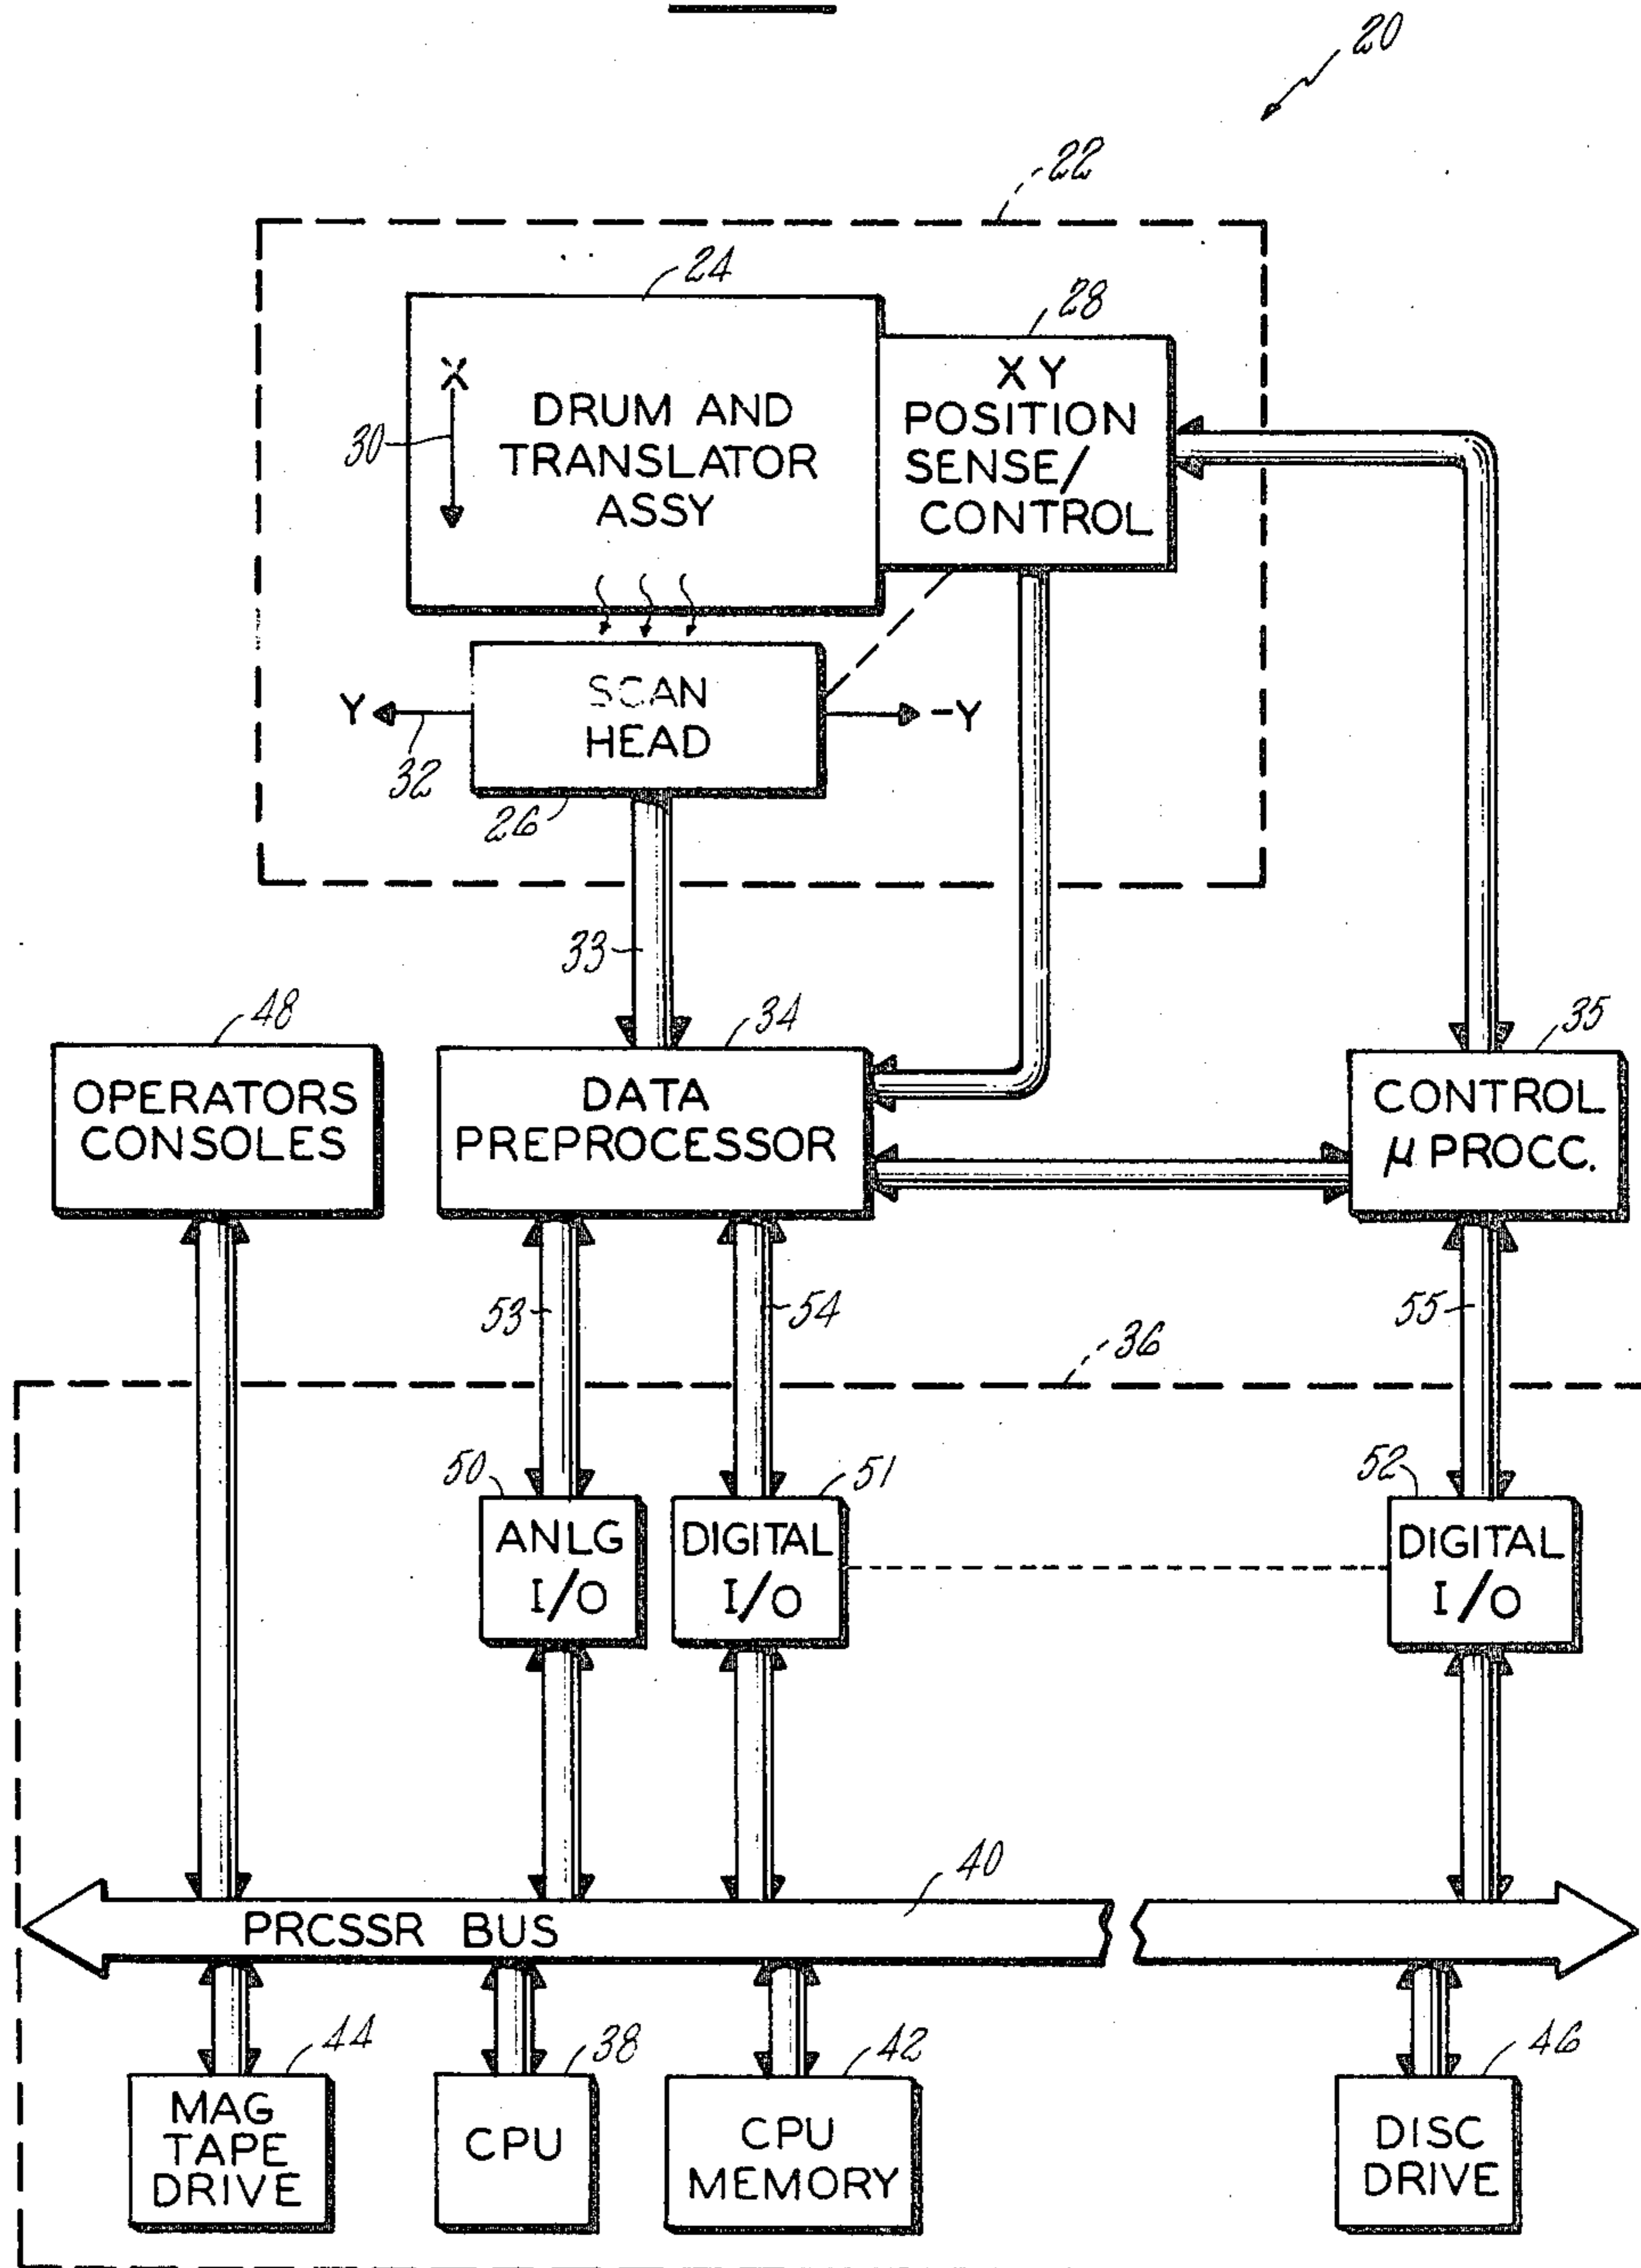 20
22
24
28
X
30
DRUM AND
TRANSLATOR
ASSY
X Y
POSITION
SENSE/
CONTROL
Y
32
SCAN
HEAD
-Y
26
33
48
34
35
OPERATORS
CONSOLES
DATA
PREPROCESSOR
CONTROL
μ PROCC.
53
54
55
36
50
51
52
ANLG
I/O
DIGITAL
I/O
DIGITAL
I/O
40
PRCSSR BUS
44
38
42
46
MAG
TAPE
DRIVE
CPU
CPU
MEMORY
DISC
DRIVE